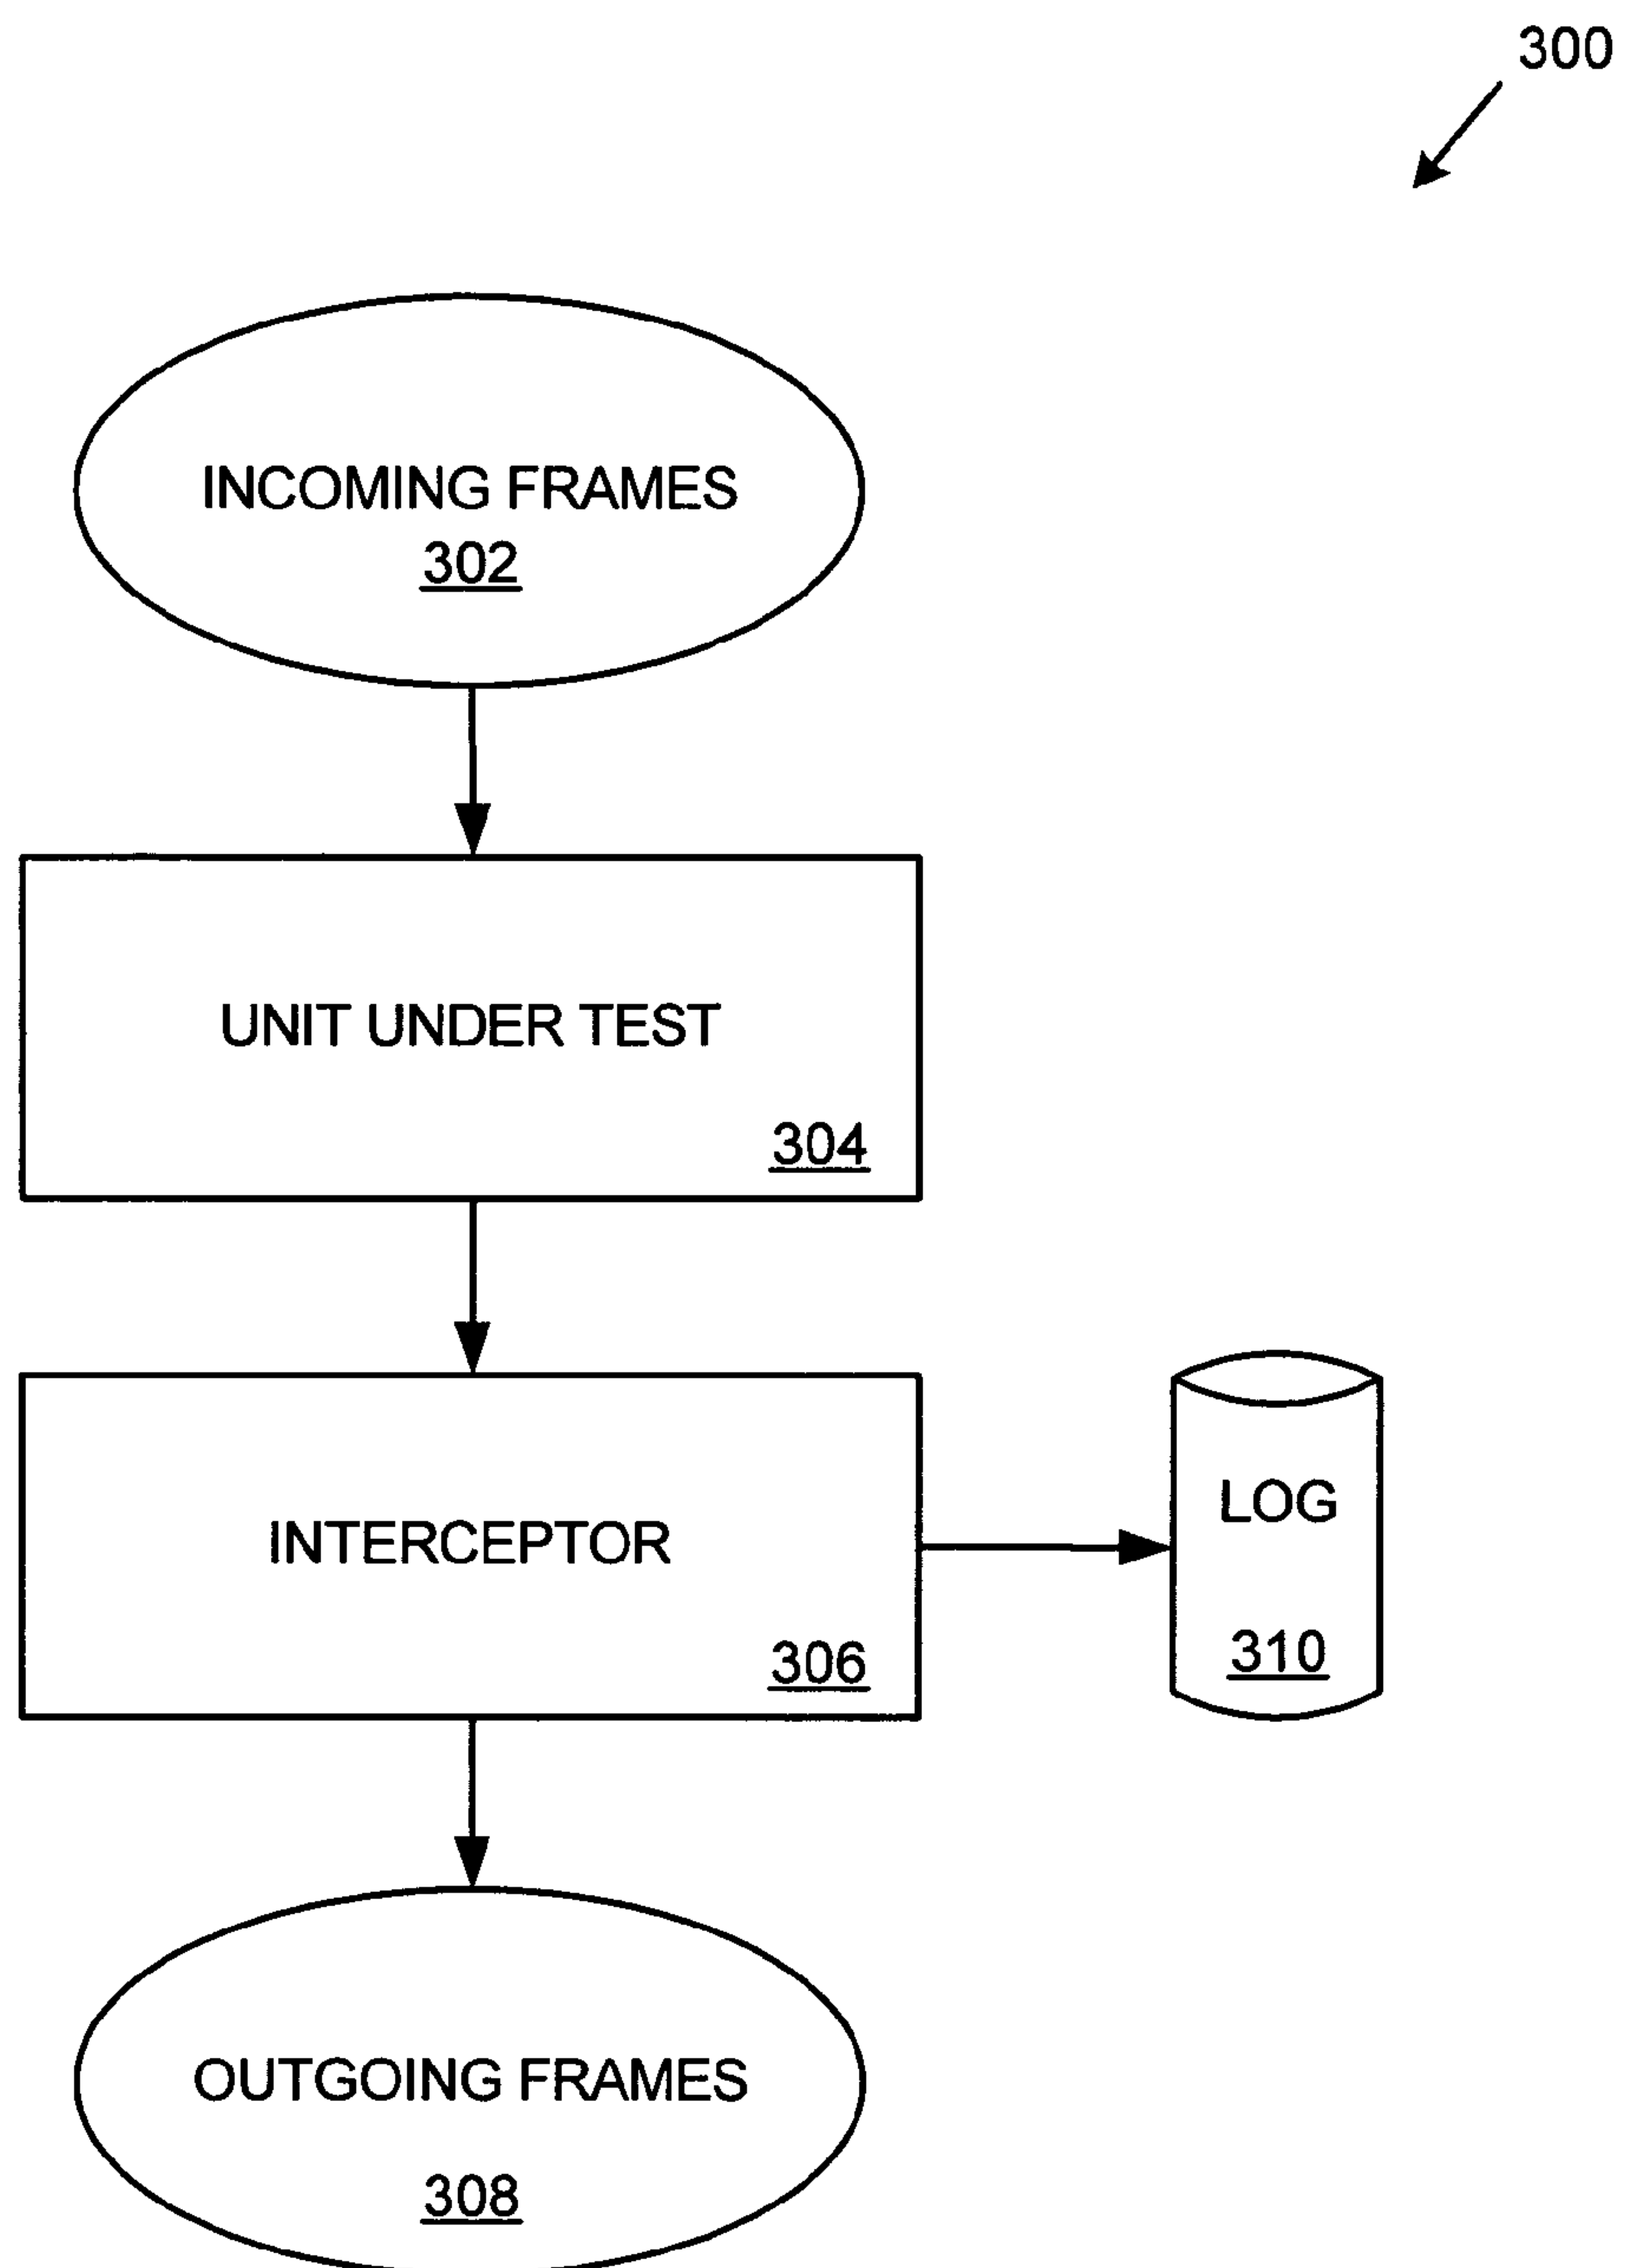 300
INCOMING FRAMES
302
UNIT UNDER TEST
304
INTERCEPTOR
306
LOG
310
OUTGOING FRAMES
308